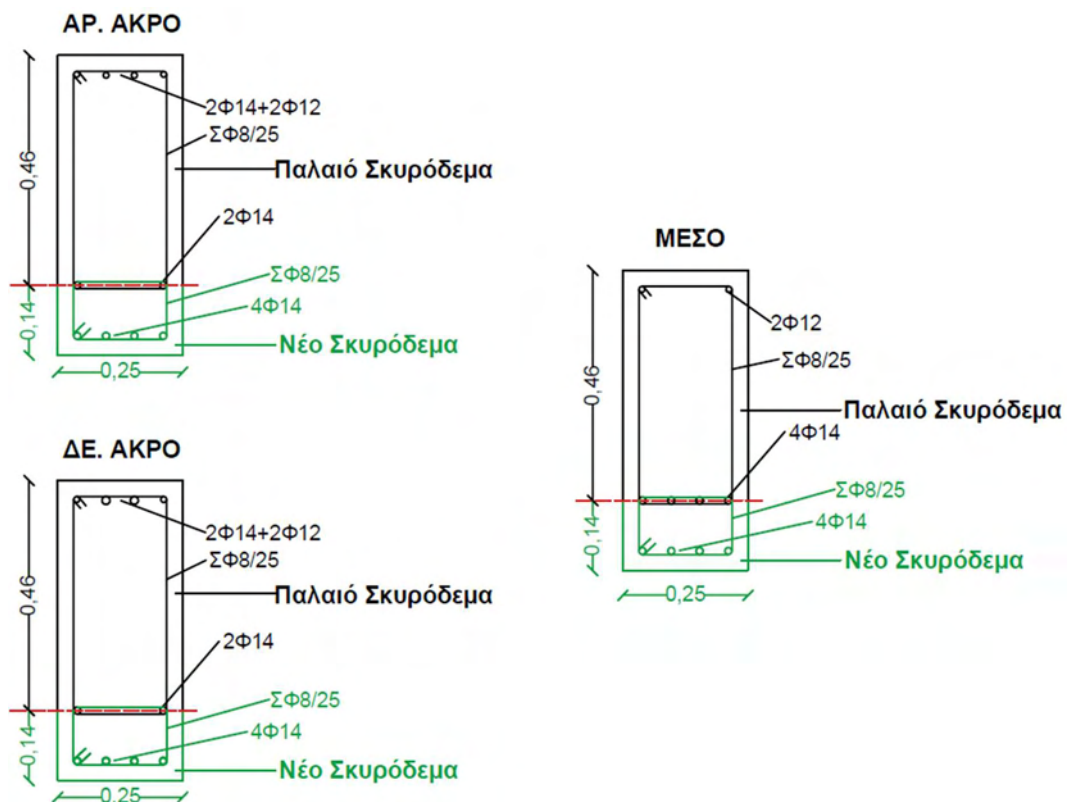 ΑΡ. ΑΚΡΟ
2Φ14+2Φ12
ΣΦ8/25
Παλαιό Σκυρόδεμα
0,46
2Φ14
ΣΦ8/25
4Φ14
0,14
Νέο Σκυρόδεμα
0,25
ΔΕ. ΑΚΡΟ
2Φ14+2Φ12
ΣΦ8/25
Παλαιό Σκυρόδεμα
0,46
2Φ14
ΣΦ8/25
4Φ14
0,14
Νέο Σκυρόδεμα
0,25
ΜΕΣΟ
2Φ12
ΣΦ8/25
0,46
Παλαιό Σκυρόδεμα
4Φ14
ΣΦ8/25
4Φ14
0,14
Νέο Σκυρόδεμα
0,25